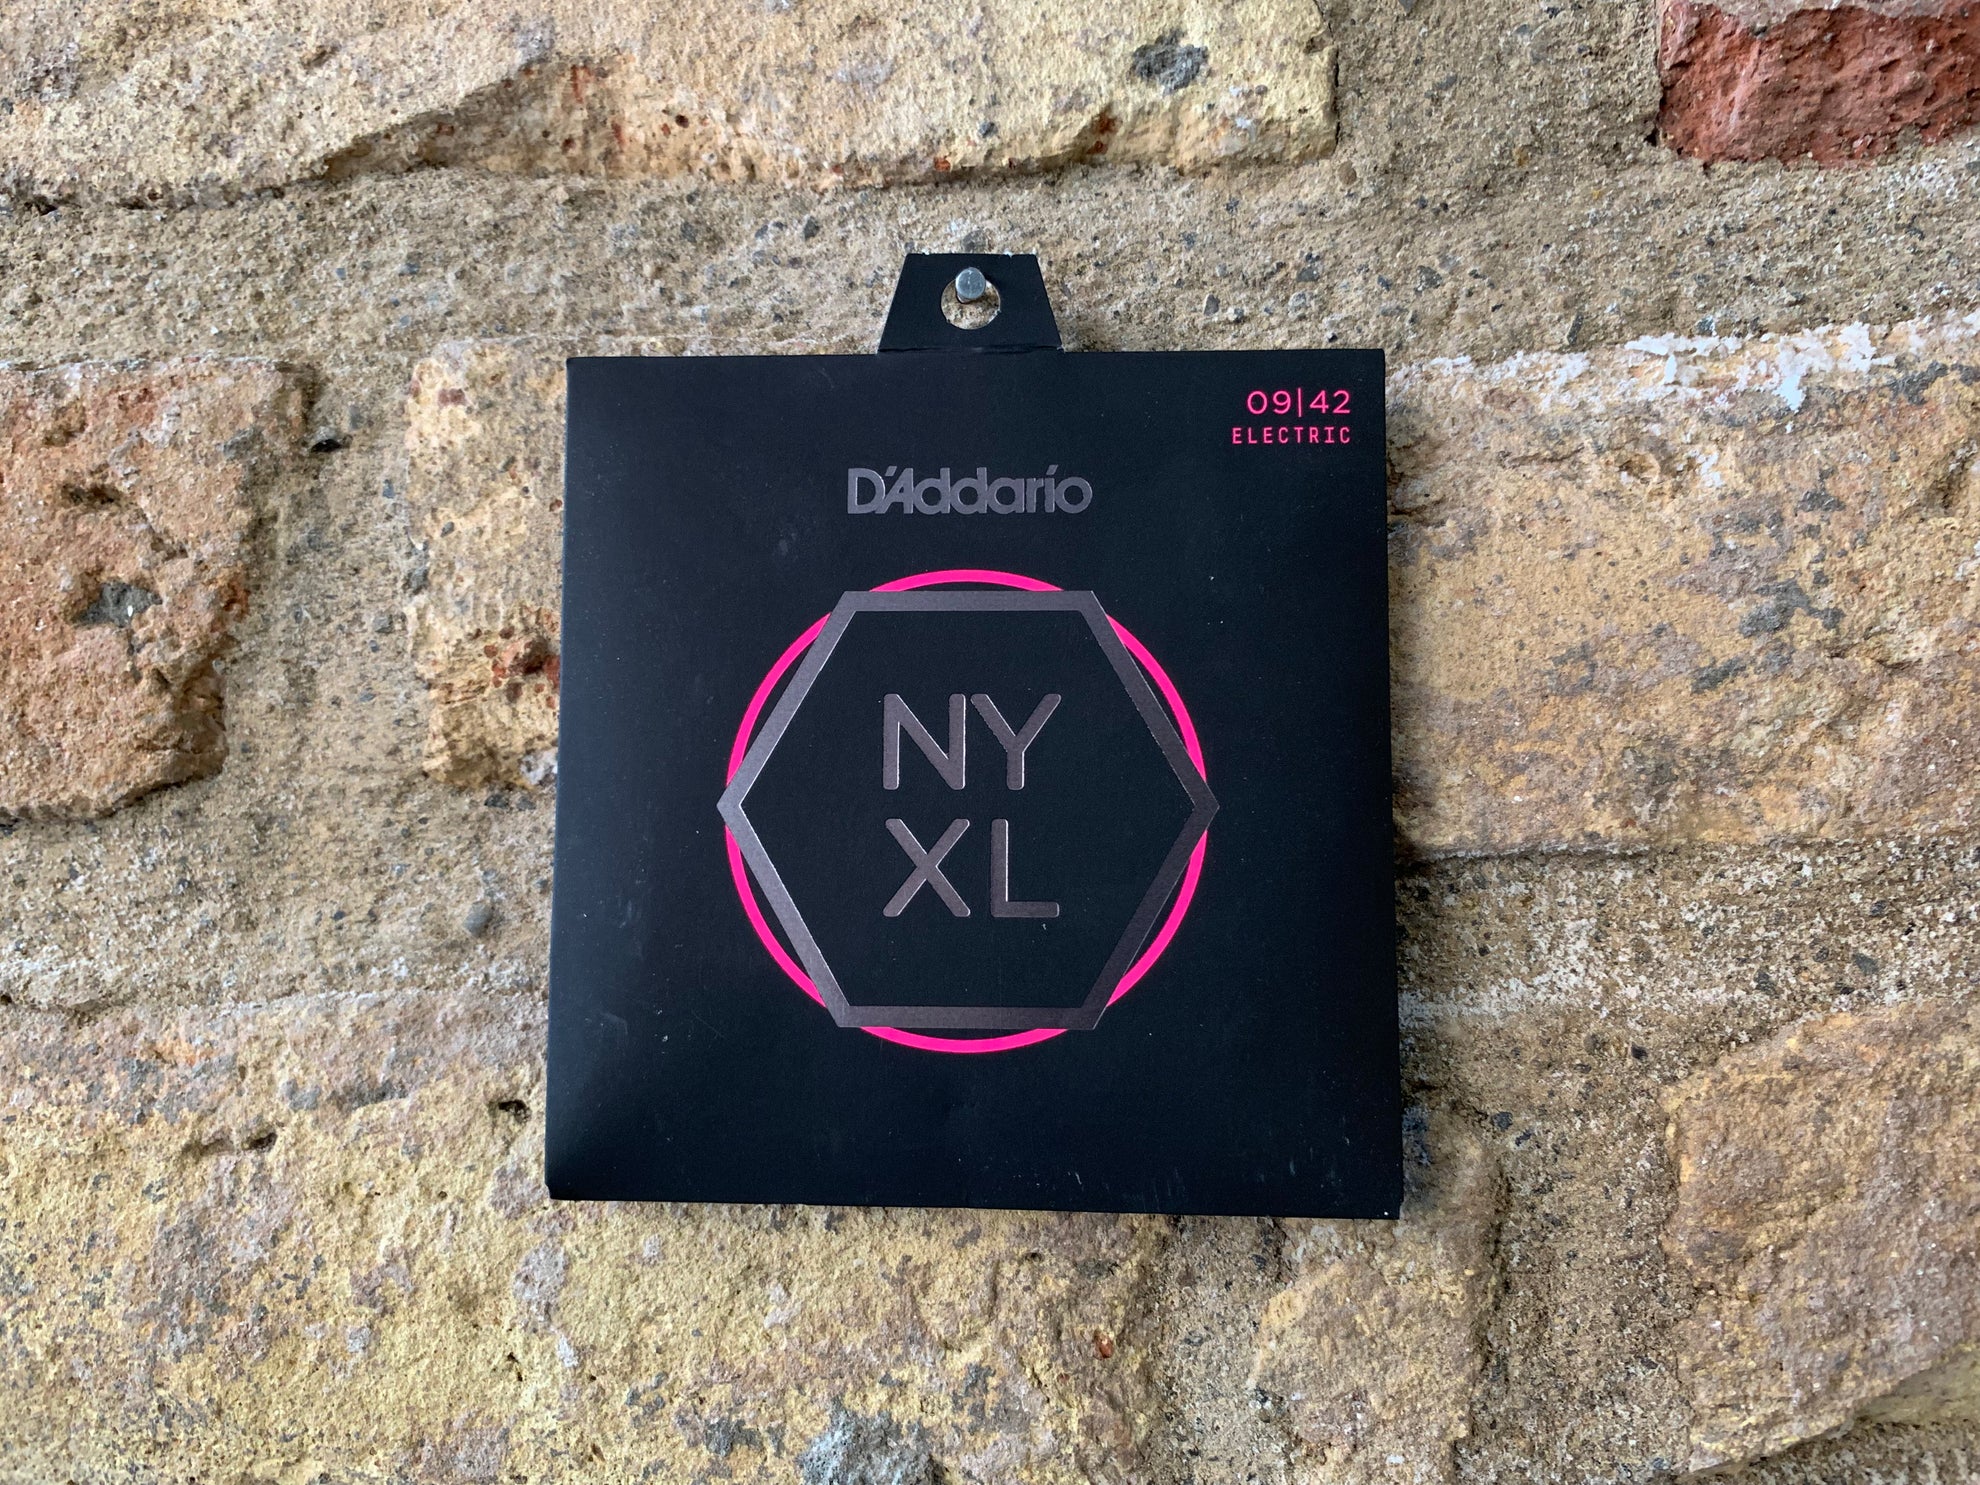 09|42
ELECTRIC
D'Addario
NY
XL